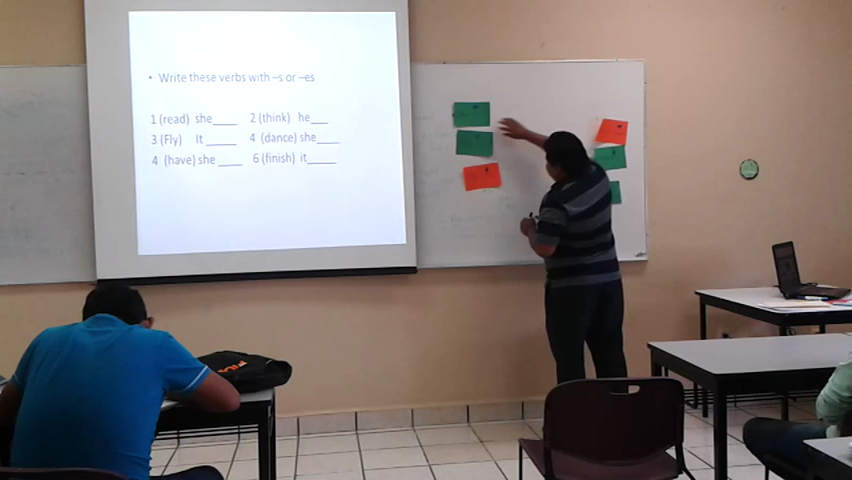 • Write these verbs with –s or –es
1 (read) she____ 2 (think) he___
3 (Fly) It _____ 4 (dance) she____
4 (have) she ____ 6 (finish) it_____